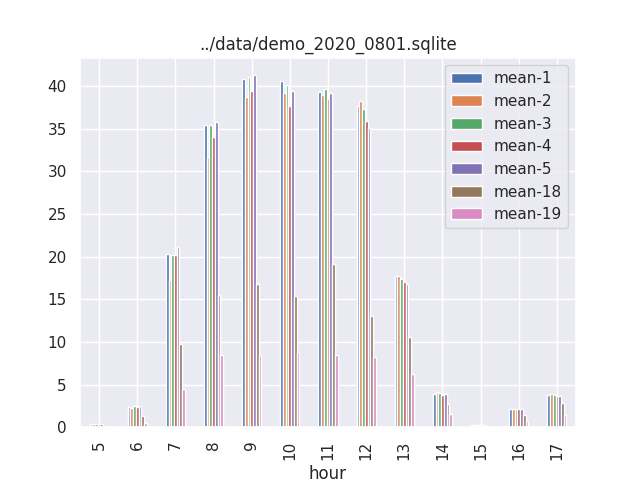 ../data/demo_2020_0801.sqlite
mean-1
mean-2
mean-3
mean-4
mean-5
mean-18
mean-19
40
35
30
25
20
15
10
5
0
5 6 7 8 9 10 11 12 13 14 15 16 17
hour